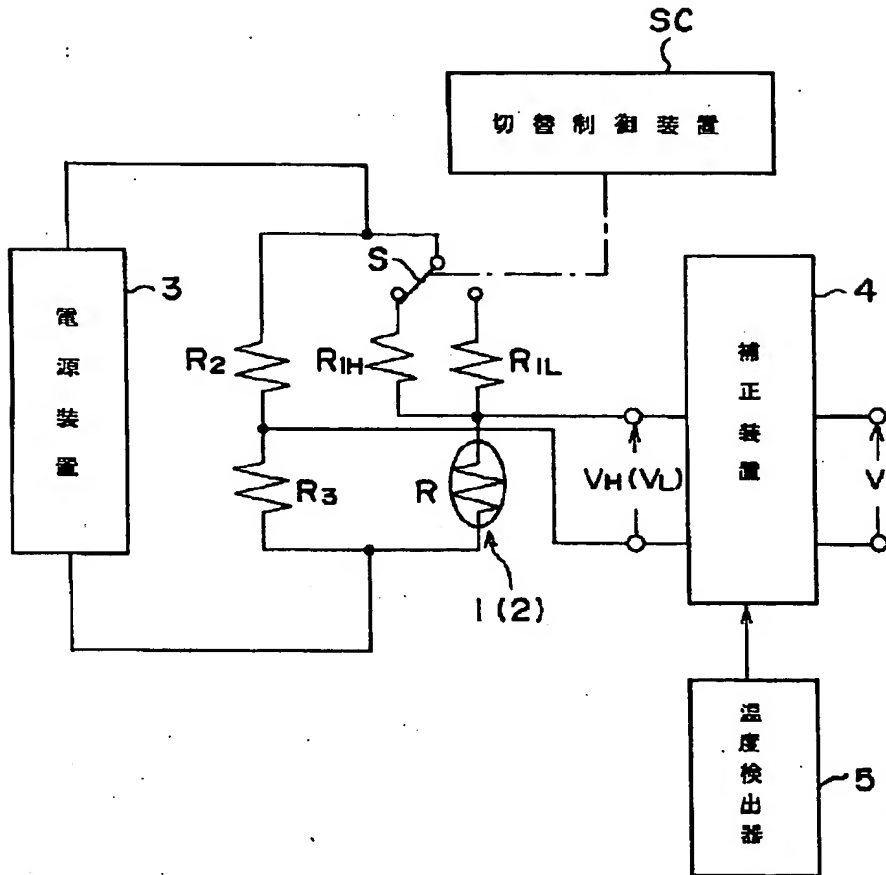 SC
切替制御装置
S
3
電源装置
4
補正装置
R2
R1H
R1L
R3
R
VH(VL)
V
1(2)
温度検出器
5